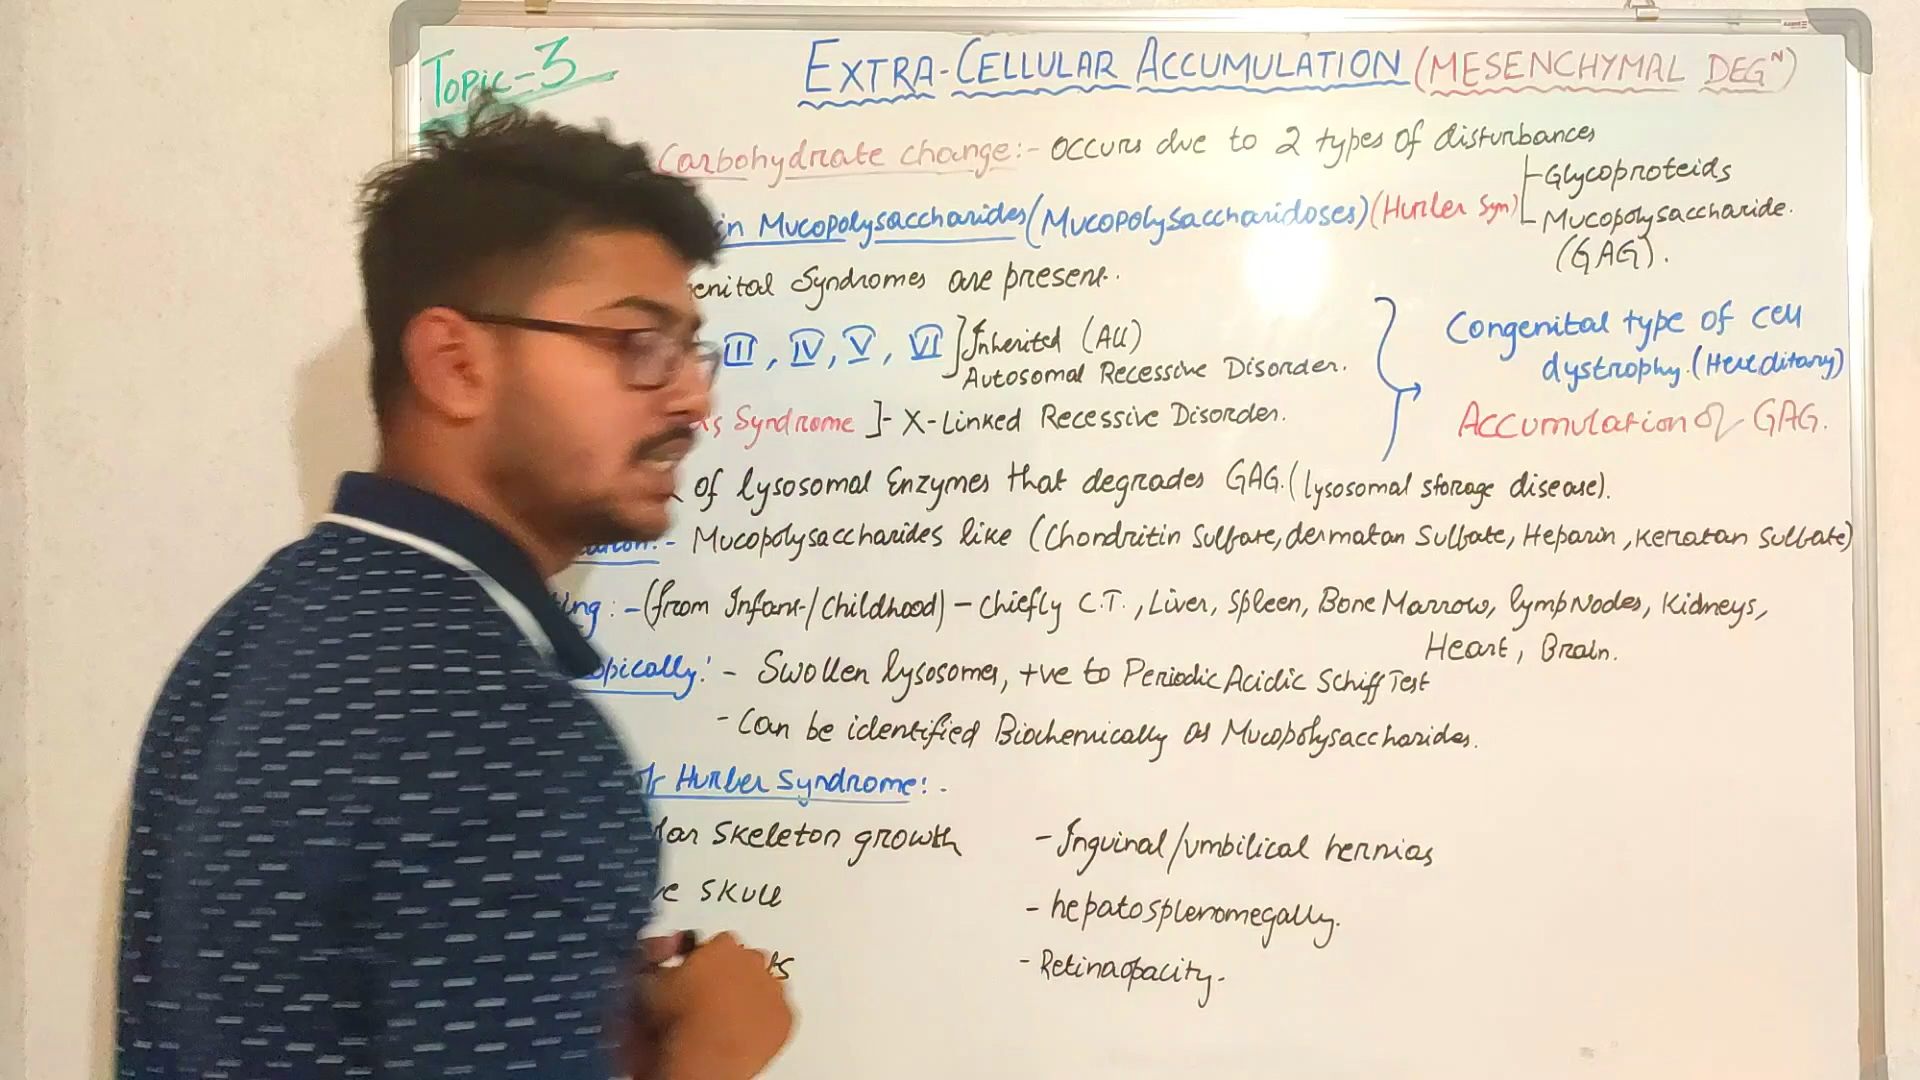 Topic-3
EXTRA-CELLULAR ACCUMULATION (MESENCHYMAL DEGᴺ)
Carbohydrate change:- occurs due to 2 types of disturbances
Glycoproteids
Mucopolysaccharide.
(GAG).
in Mucopolysaccharides (Mucopolysaccharidoses) (Hurler Syn)
Syndromes are present.
III, IV, V, VI ] Inherited (All)
Autosomal Recessive Disorder.
Congenital type of cell
dystrophy. (Hereditary)
Accumulation of GAG.
Syndrome ]- X-Linked Recessive Disorder.
of lysosomal Enzymes that degrades GAG. (lysosomal storage disease).
:- Mucopolysaccharides like (Chondritin Sulfate, dermatan Sulfate, Heparin, keratan Sulfate)
:- (from Infant/childhood) - chiefly C.T., Liver, Spleen, Bone Marrow, lymp Nodes, Kidneys,
Heart, Brain.
:- Swollen lysosomes, +ve to Periodic Acidic Schiff Test
- Can be identified Biochemically as Mucopolysaccharides.
of Hurler Syndrome:-
skeleton growth
skull
- Inguinal/umbilical hernias
- hepatosplenomegally.
- Retinaopacity.